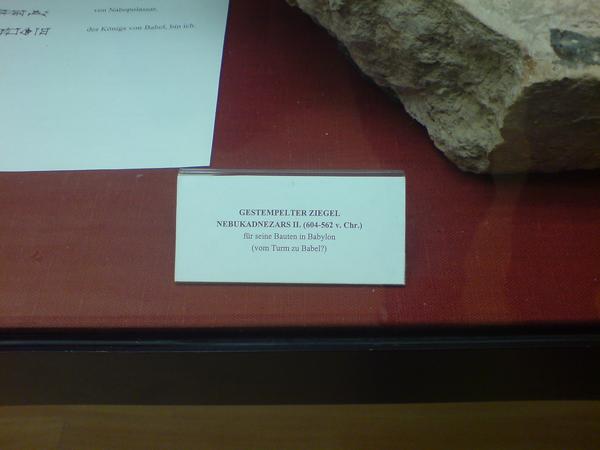 von Nabopolassar,
des Königs von Babel, bin ich.
GESTEMPELTER ZIEGEL
NEBUKADNEZARS II. (604-562 v. Chr.)
für seine Bauten in Babylon
(vom Turm zu Babel?)